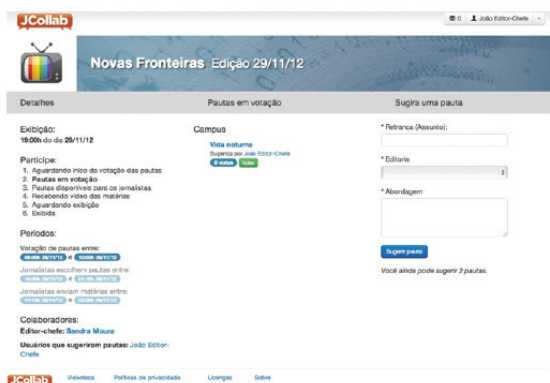 JCollab
0 João Editor-Chefe
Novas Fronteiras Edição 29/11/12
Detalhes
Exibição:
19:00h do dia 29/11/12
Participe:
1. Aguardando início da votação das pautas
2. Pautas em votação
3. Pautas disponíveis para os jornalistas
4. Recebendo vídeo das matérias
5. Aguardando exibição
6. Exibida
Períodos:
Votação de pautas entre:
e
Jornalistas escolhem pautas entre:
e
Jornalistas enviam matérias entre:
e
Colaboradores:
Editor-chefe: Sandra Moura
Usuários que sugeriram pautas: João Editor-
Chefe
Pautas em votação
Campus
Vida noturna
Sugerida por João Editor-Chefe
0 votos Votar
Sugira uma pauta
* Retranca (Assunto):
* Editoria
* Abordagem
Sugerir pauta
Você ainda pode sugerir 2 pautas.
JCollab Videoteca Políticas de privacidade Licenças Sobre